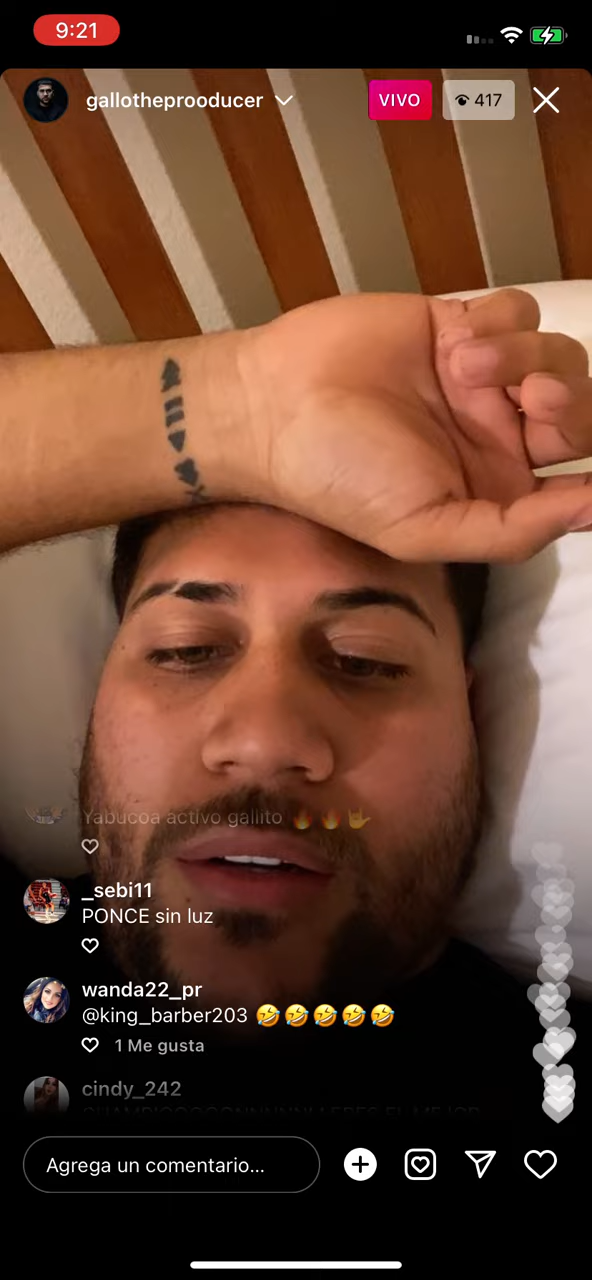 9:21
gallotheprooducer
VIVO
417
Yabucoa activo gallito 🔥🔥🤟
_sebi11
PONCE sin luz
wanda22_pr
@king_barber203 🤣🤣🤣🤣🤣
1 Me gusta
cindy_242
Agrega un comentario...